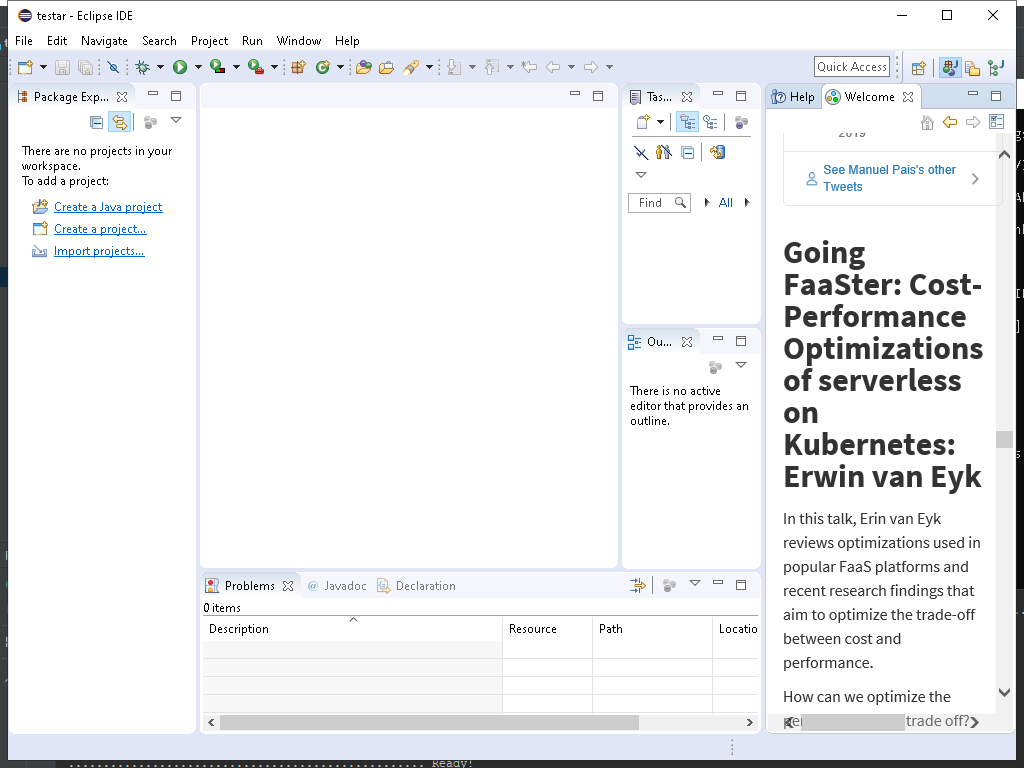 testar - Eclipse IDE
File Edit Navigate Search Project Run Window Help
Quick Access
Package Exp...
There are no projects in your
workspace.
To add a project:
Create a Java project
Create a project...
Import projects...
Tas...
Find
All
Ou...
There is no active
editor that provides an
outline.
Problems
@ Javadoc
Declaration
0 items
Description Resource Path Locatio
Help
Welcome
2019
See Manuel Pais's other
Tweets
Going
FaaSter: Cost-
Performance
Optimizations
of serverless
on
Kubernetes:
Erwin van Eyk
In this talk, Erin van Eyk
reviews optimizations used in
popular FaaS platforms and
recent research findings that
aim to optimize the trade-off
between cost and
performance.
How can we optimize the
trade off?
Ready!